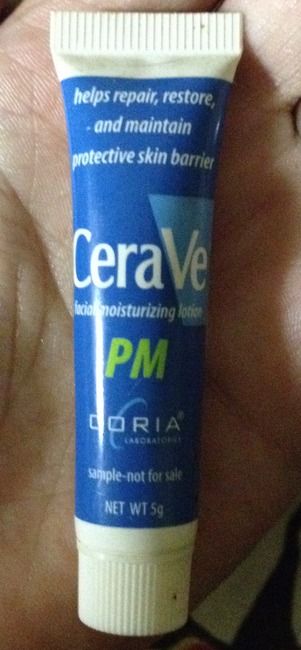 helps repair, restore,
and maintain
protective skin barrier
CeraVe
facial moisturizing lotion
PM
CORIA®
LABORATORIES
sample-not for sale
NET WT 5g